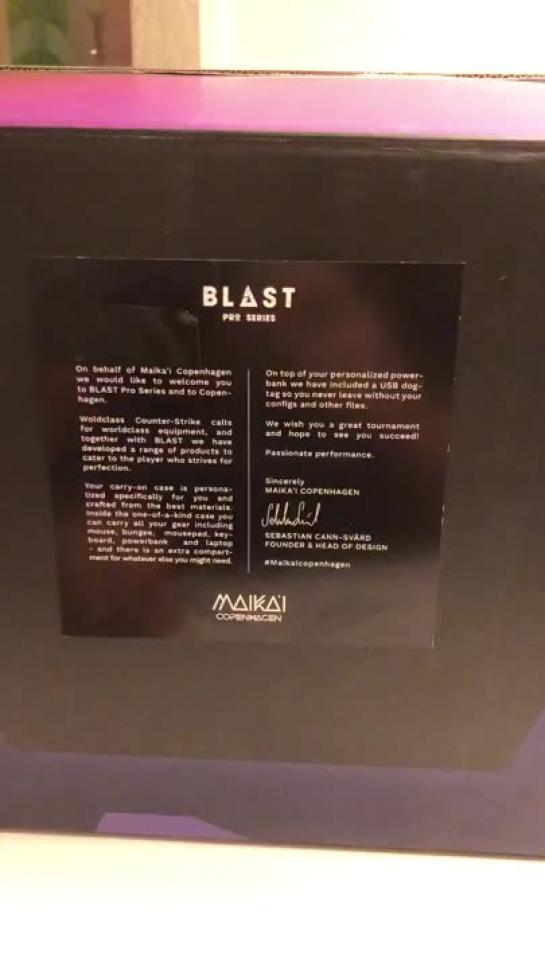 BLAST
PRO SERIES
On behalf of Maika'i Copenhagen
we would like to welcome you
to BLAST Pro Series and to Copen-
hagen.
Woldclass Counter-Strike calls
for worldclass equipment, and
together with BLAST we have
developed a range of products to
cater to the player who strives for
perfection.
Your carry-on case is persona-
lized specifically for you and
crafted from the best materials.
Inside the one-of-a-kind case you
can carry all your gear including
mouse, bungee, mousepad, key-
board, powerbank and laptop
- and there is an extra compart-
ment for whatever else you might need.
On top of your personalized power-
bank we have included a USB dog-
tag so you never leave without your
configs and other files.
We wish you a great tournament
and hope to see you succeed!
Passionate performance.
Sincerely
MAIKA'I COPENHAGEN
SEBASTIAN CANN-SVÄRD
FOUNDER & HEAD OF DESIGN
#Maikaicopenhagen
MAIKA'I
COPENHAGEN